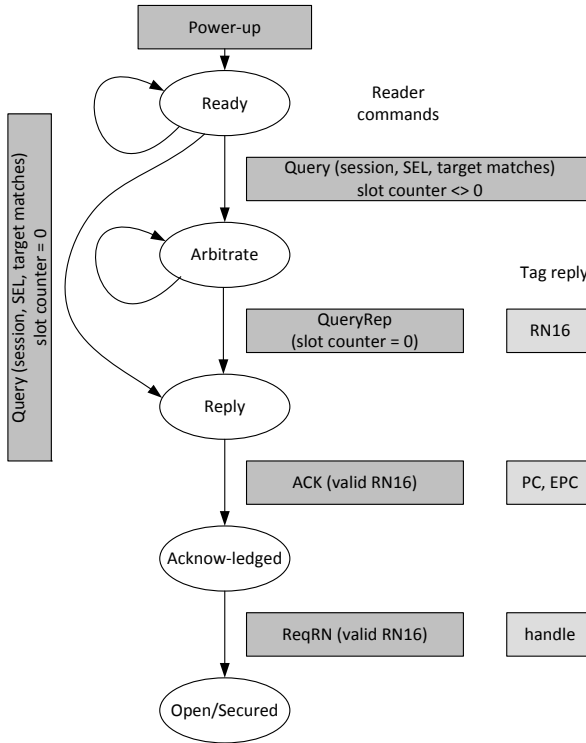 Power-up
Ready
Reader
commands
Query (session, SEL, target matches)
slot counter <> 0
Query (session, SEL, target matches)
slot counter = 0
Arbitrate
Tag reply
QueryRep
(slot counter = 0)
RN16
Reply
ACK (valid RN16)
PC, EPC
Acknow-ledged
ReqRN (valid RN16)
handle
Open/Secured